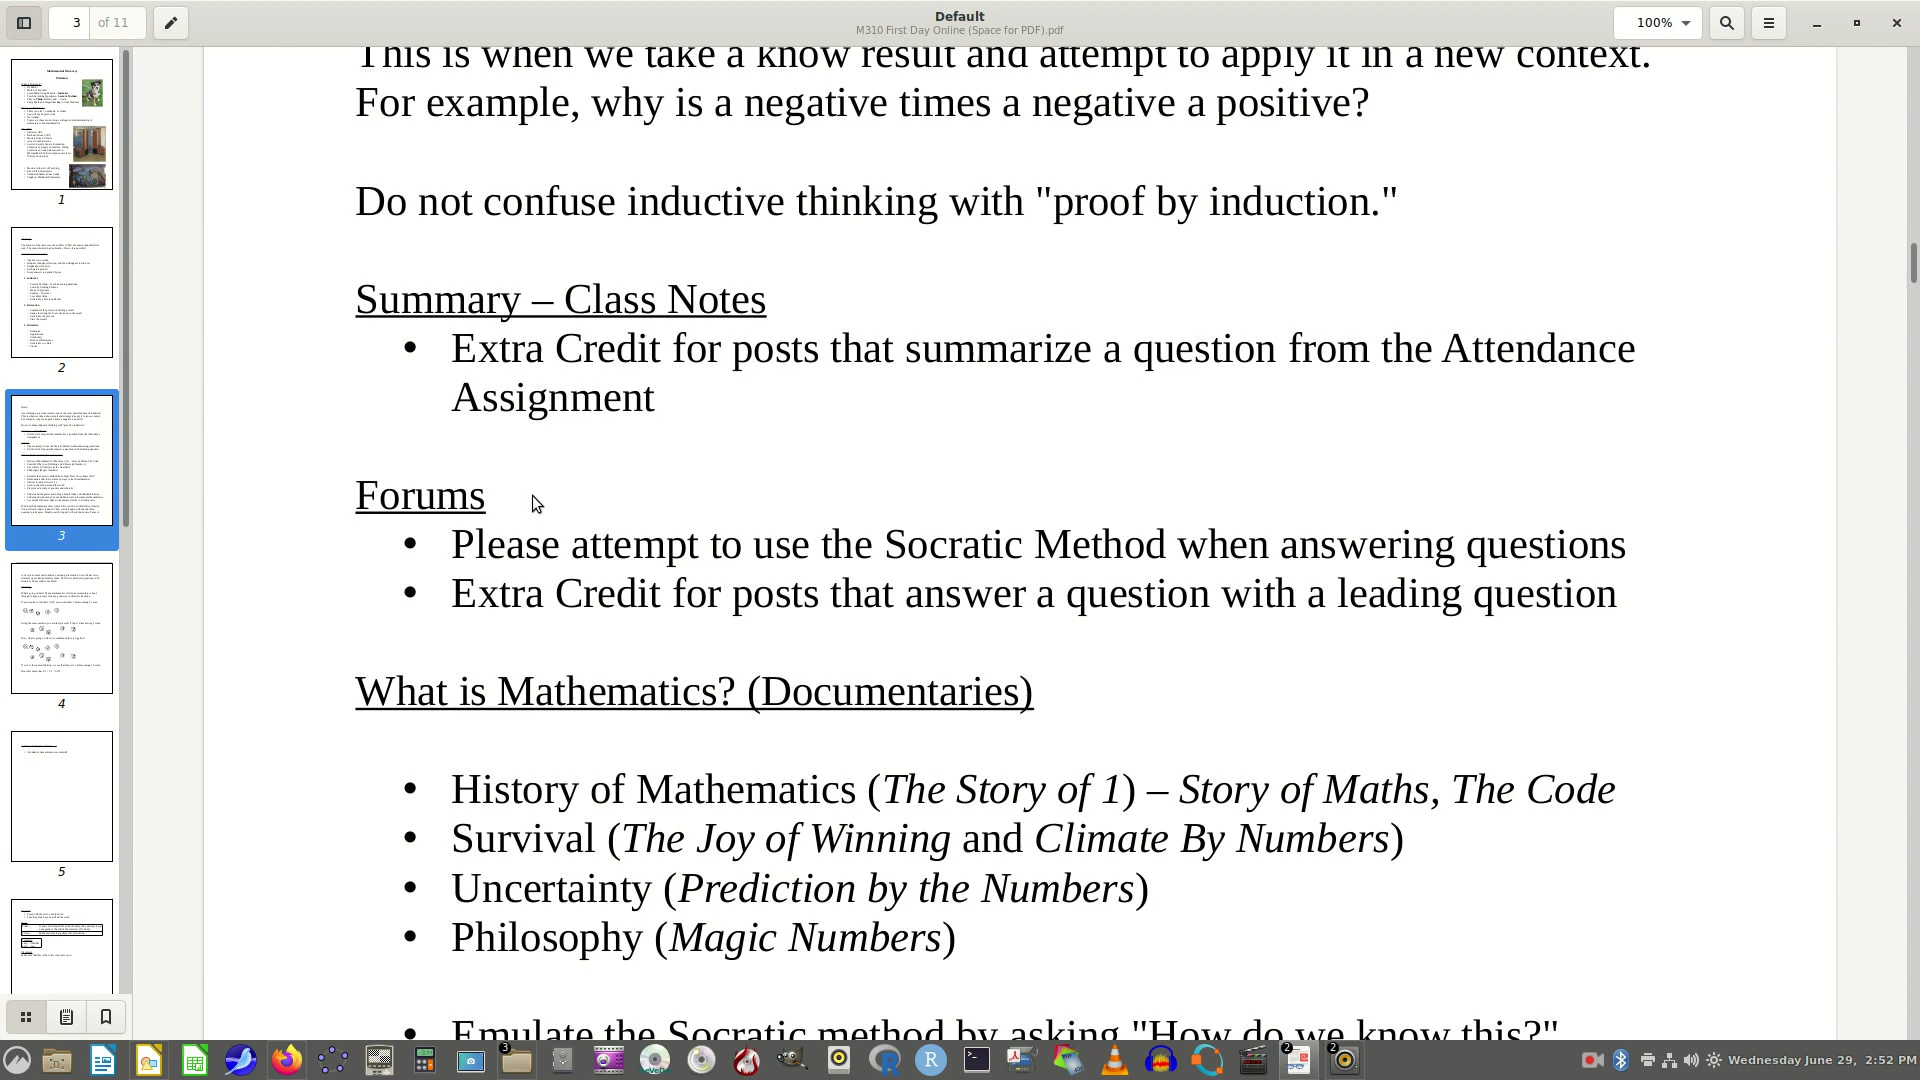 3 of 11
Default
M310 First Day Online (Space for PDF).pdf
100%
This is when we take a know result and attempt to apply it in a new context.
For example, why is a negative times a negative a positive?
Do not confuse inductive thinking with "proof by induction."
Summary – Class Notes
• Extra Credit for posts that summarize a question from the Attendance
Assignment
Forums
• Please attempt to use the Socratic Method when answering questions
• Extra Credit for posts that answer a question with a leading question
What is Mathematics? (Documentaries)
• History of Mathematics (The Story of 1) – Story of Maths, The Code
• Survival (The Joy of Winning and Climate By Numbers)
• Uncertainty (Prediction by the Numbers)
• Philosophy (Magic Numbers)
• Emulate the Socratic method by asking "How do we know this?"
1
2
3
4
5
Wednesday June 29, 2:52 PM